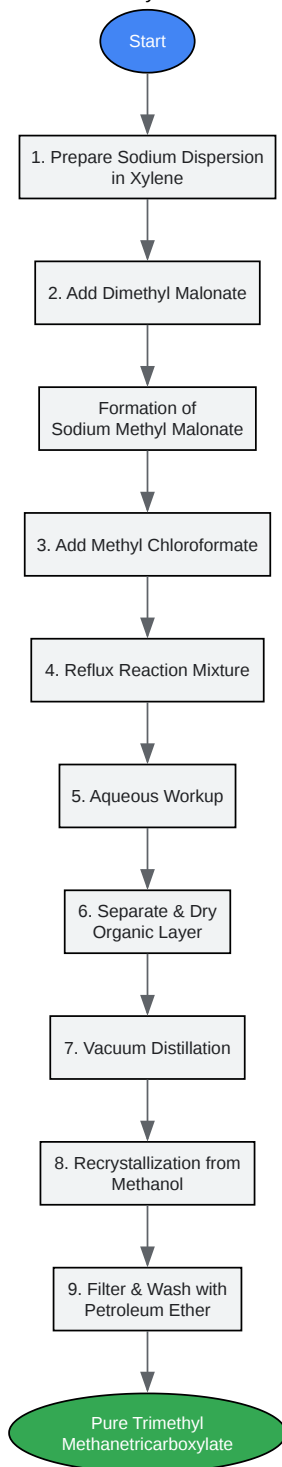 Start
1. Prepare Sodium Dispersion
in Xylene
2. Add Dimethyl Malonate
Formation of
Sodium Methyl Malonate
3. Add Methyl Chloroformate
4. Reflux Reaction Mixture
5. Aqueous Workup
6. Separate & Dry
Organic Layer
7. Vacuum Distillation
8. Recrystallization from
Methanol
9. Filter & Wash with
Petroleum Ether
Pure Trimethyl
Methanetricarboxylate